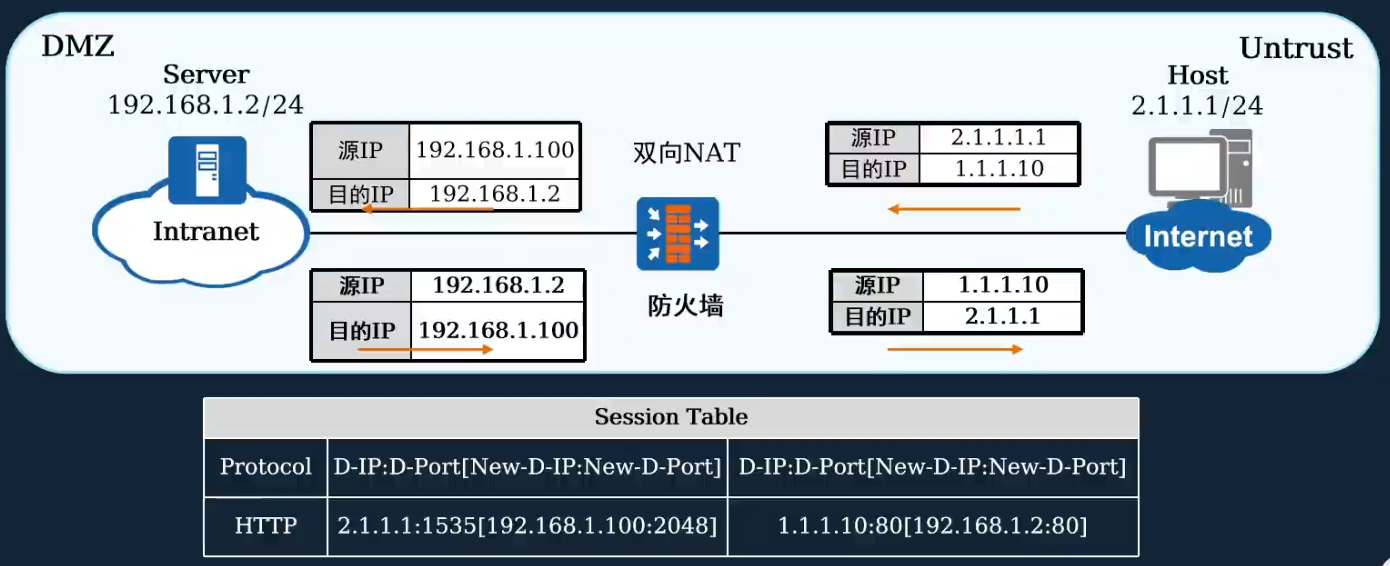 DMZ
Untrust
Server
192.168.1.2/24
Host
2.1.1.1/24
源IP 192.168.1.100
目的IP 192.168.1.2
双向NAT
源IP 2.1.1.1.1
目的IP 1.1.1.10
Intranet
Internet
源IP 192.168.1.2
目的IP 192.168.1.100
防火墙
源IP 1.1.1.10
目的IP 2.1.1.1
Session Table
Protocol D-IP:D-Port[New-D-IP:New-D-Port] D-IP:D-Port[New-D-IP:New-D-Port]
HTTP 2.1.1.1:1535[192.168.1.100:2048] 1.1.1.10:80[192.168.1.2:80]